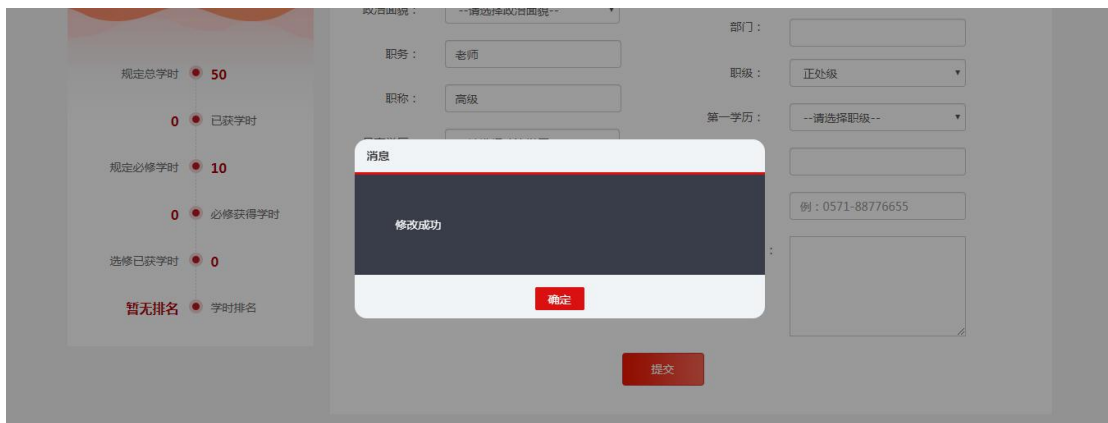 规定总学时 50
0 已获学时
规定必修学时 10
0 必修获得学时
选修已获学时 0
暂无排名 学时排名
政治面貌： --请选择政治面貌--
职务： 老师
职称： 高级
部门：
职级： 正处级
第一学历： --请选择职级--
例：0571-88776655
：
消息
修改成功
确定
提交